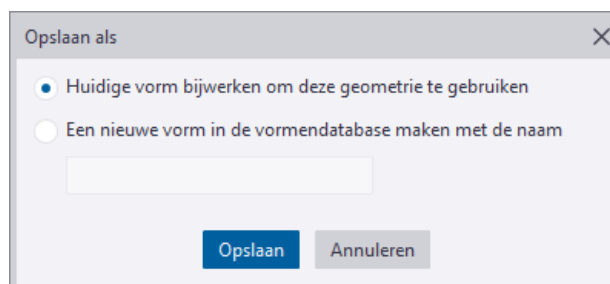 Opslaan als
Huidige vorm bijwerken om deze geometrie te gebruiken
Een nieuwe vorm in de vormendatabase maken met de naam
Opslaan Annuleren